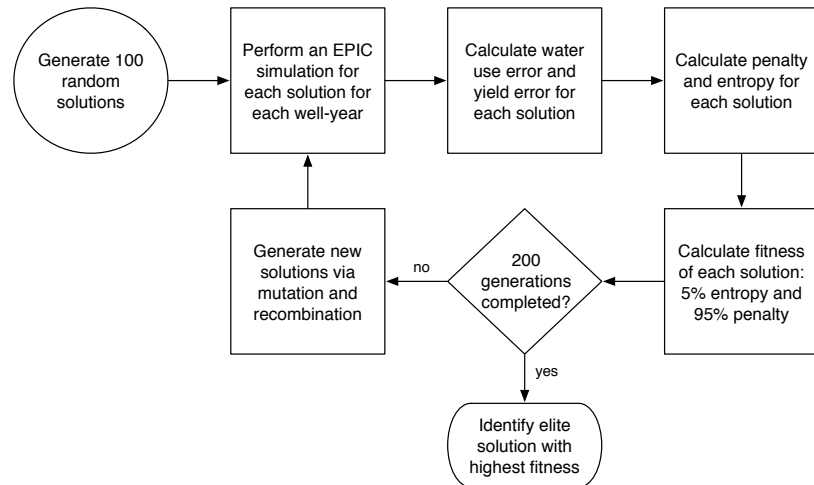 Generate 100
random
solutions
Perform an EPIC
simulation for
each solution for
each well-year
Calculate water
use error and
yield error for
each solution
Calculate penalty
and entropy for
each solution
Calculate fitness
of each solution:
5% entropy and
95% penalty
200
generations
completed?
no
Generate new
solutions via
mutation and
recombination
yes
Identify elite
solution with
highest fitness